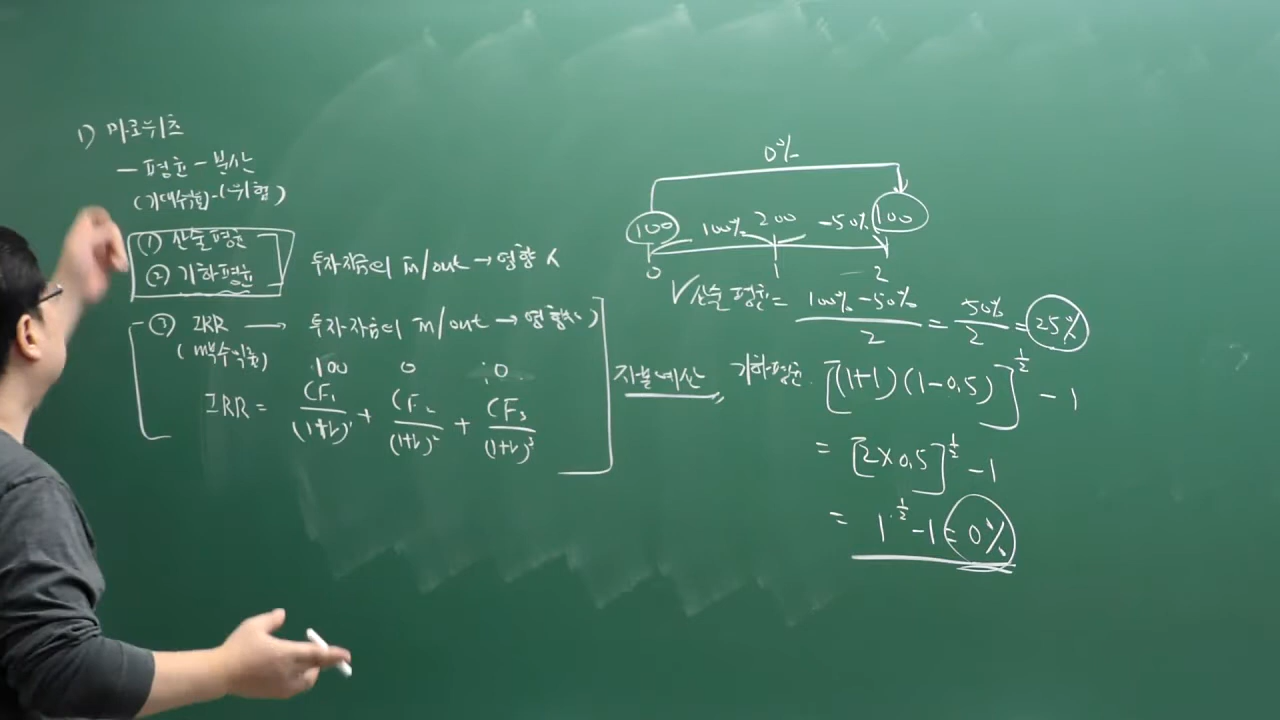 1) 마코위츠
- 평균 - 분산
(기대수익률)-(위험)
① 산술평균
② 기하평균
투자자금의 in/out → 영향 X
③ IRR → 투자자금의 in/out → 영향
100 0 0
IRR = CF₁/(1+r)¹ + CF₂/(1+r)² + CF₃/(1+r)³
자본예산
0%
100 100% 200 -50% 100
0 1 2
✓산술평균 = (100%-50%)/2 = 50%/2 = 25%
기하평균 [(1+1)(1-0.5)]^(1/2) - 1
= [2×0.5]^(1/2) - 1
= 1^(1/2) - 1 = 0%